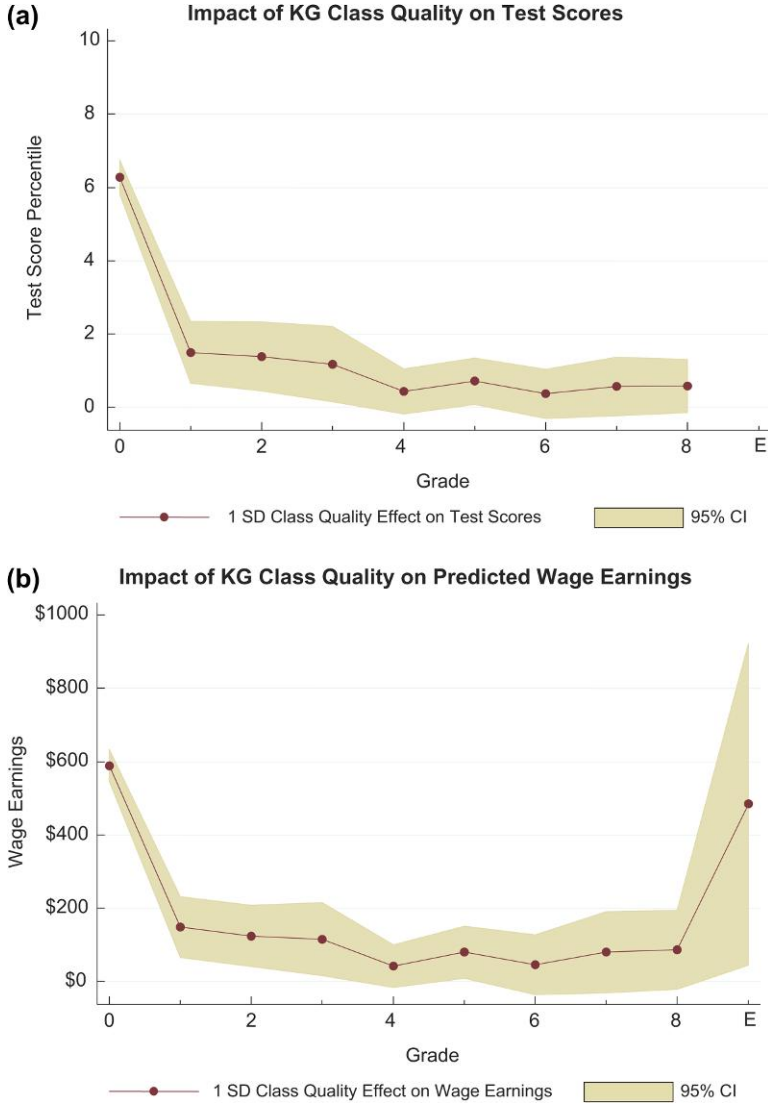 (a) Impact of KG Class Quality on Test Scores
10
8
6
4
2
0
Test Score Percentile
0 2 4 6 8 E
Grade
1 SD Class Quality Effect on Test Scores 95% CI
(b) Impact of KG Class Quality on Predicted Wage Earnings
$1000
$800
$600
$400
$200
$0
Wage Earnings
0 2 4 6 8 E
Grade
1 SD Class Quality Effect on Wage Earnings 95% CI